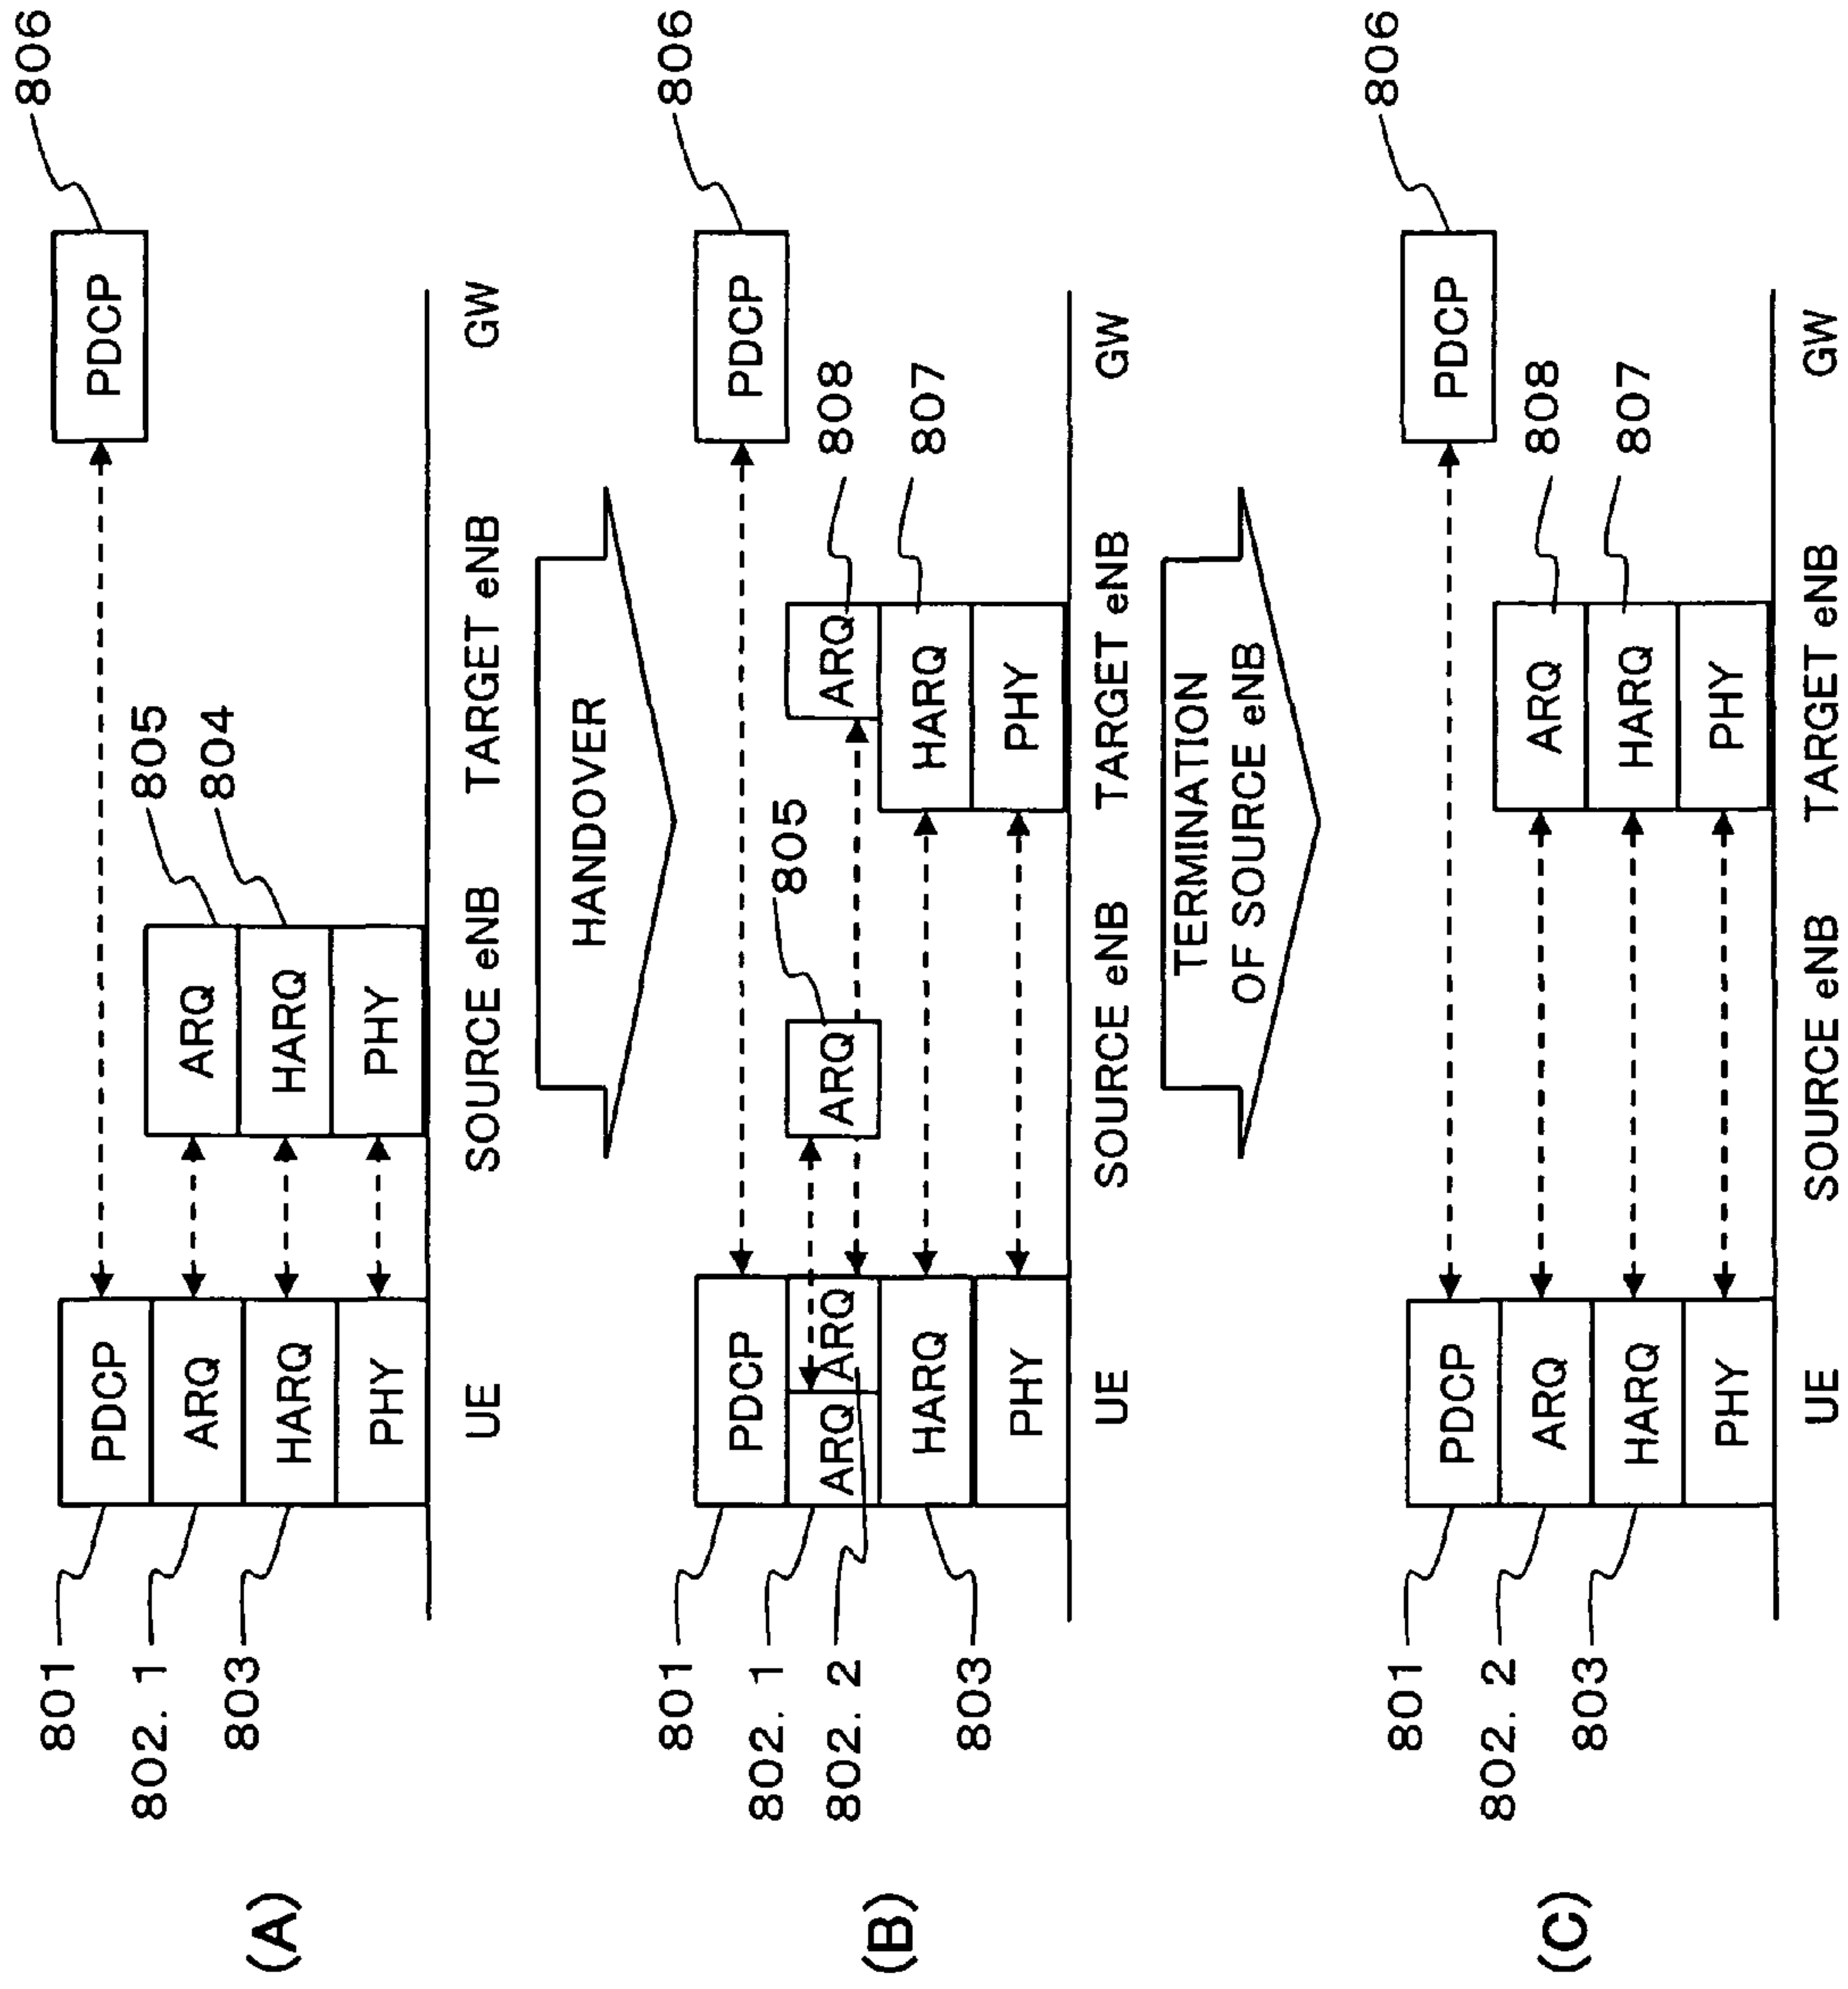 (A)
806
PDCP
805
804
801
802. 1
803
PDCP
ARQ
HARQ
PHY
ARQ
HARQ
PHY
UE
SOURCE eNB
TARGET eNB
GW
HANDOVER
(B)
806
PDCP
808
807
805
801
802. 1
802. 2
803
PDCP
ARQ
ARQ
HARQ
PHY
ARQ
ARQ
HARQ
PHY
UE
SOURCE eNB
TARGET eNB
GW
TERMINATION
OF SOURCE eNB
(C)
806
PDCP
808
807
801
802. 2
803
PDCP
ARQ
HARQ
PHY
ARQ
HARQ
PHY
UE
SOURCE eNB
TARGET eNB
GW